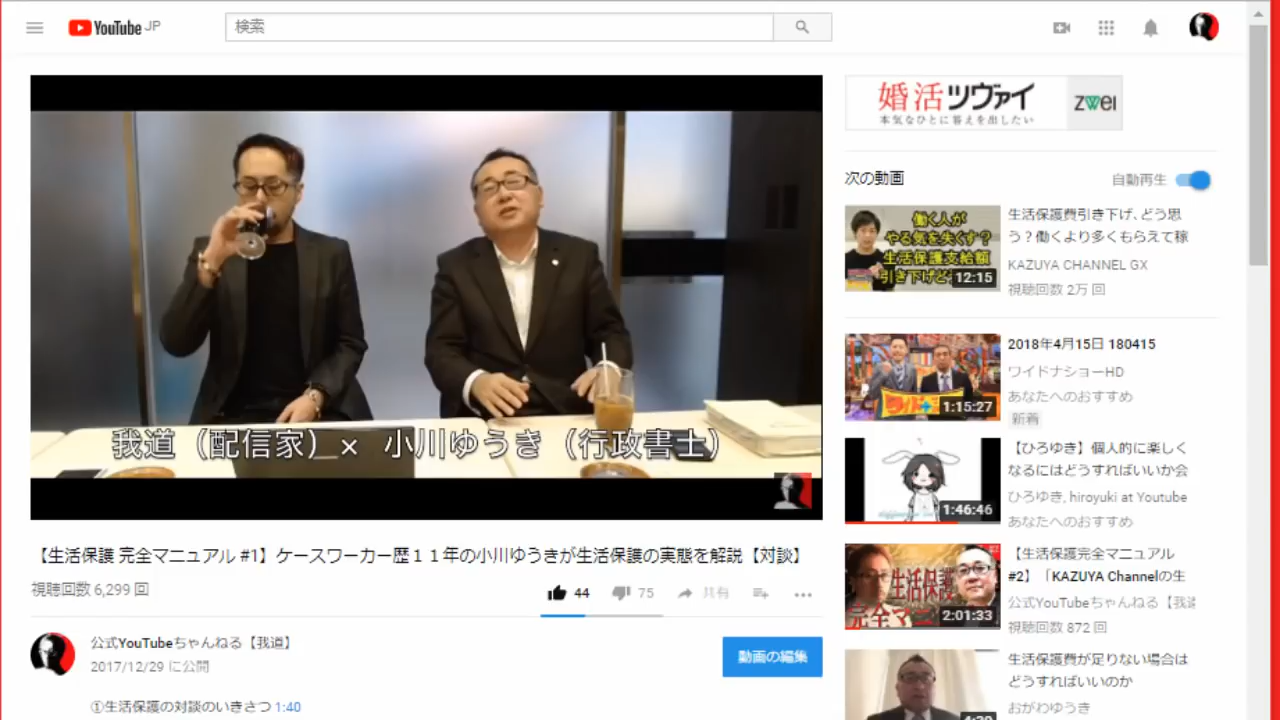 YouTube JP
検索
我道（配信家）× 小川ゆうき（行政書士）
【生活保護 完全マニュアル #1】ケースワーカー歴１１年の小川ゆうきが生活保護の実態を解説【対談】
視聴回数 6,299 回
44
75
共有
公式YouTubeちゃんねる【我道】
2017/12/29 に公開
動画の編集
①生活保護の対談のいきさつ 1:40
婚活ツヴァイ
本気なひとに答えを出したい
zwei
次の動画
自動再生
働く人が
やる気を失くす？
生活保護支給額
引き下げ
12:15
生活保護費引き下げ、どう思
う？働くより多くもらえて稼
KAZUYA CHANNEL GX
視聴回数 2万 回
1:15:27
2018年4月15日 180415
ワイドナショーHD
あなたへのおすすめ
新着
1:46:46
【ひろゆき】個人的に楽しく
なるにはどうすればいいか会
ひろゆき, hiroyuki at Youtube
あなたへのおすすめ
生活保護
完全マニ
2:01:33
【生活保護完全マニュアル
#2】「KAZUYA Channelの生
公式YouTubeちゃんねる【我道
視聴回数 872 回
4:20
生活保護費が足りない場合は
どうすればいいのか
おがわゆうき